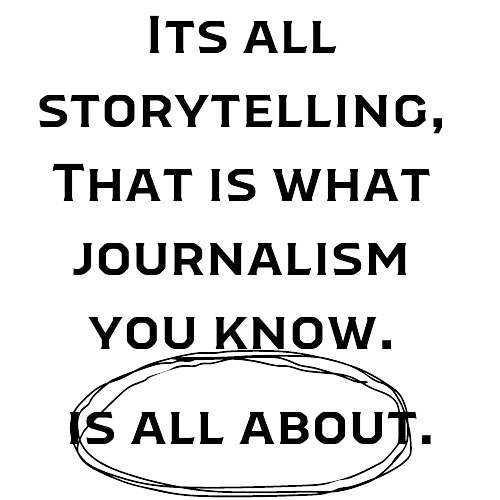 Its all
storytelling,
That is what
journalism
you know.
is all about.